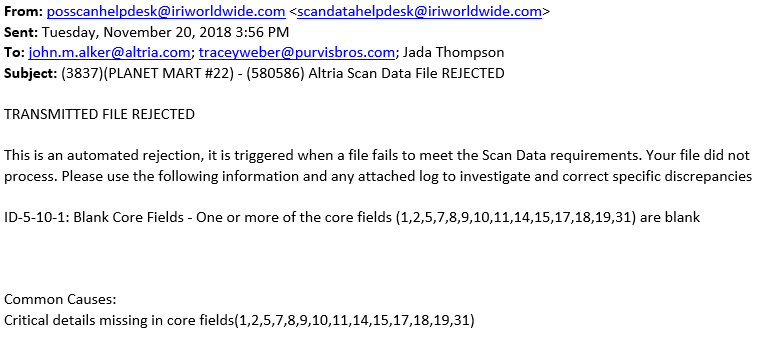 From: posscanhelpdesk@iriworldwide.com <scandatahelpdesk@iriworldwide.com>
Sent: Tuesday, November 20, 2018 3:56 PM
To: john.m.alker@altria.com; traceyweber@purvisbros.com; Jada Thompson
Subject: (3837)(PLANET MART #22) - (580586) Altria Scan Data File REJECTED
TRANSMITTED FILE REJECTED
This is an automated rejection, it is triggered when a file fails to meet the Scan Data requirements. Your file did not
process. Please use the following information and any attached log to investigate and correct specific discrepancies
ID-5-10-1: Blank Core Fields - One or more of the core fields (1,2,5,7,8,9,10,11,14,15,17,18,19,31) are blank
Common Causes:
Critical details missing in core fields(1,2,5,7,8,9,10,11,14,15,17,18,19,31)